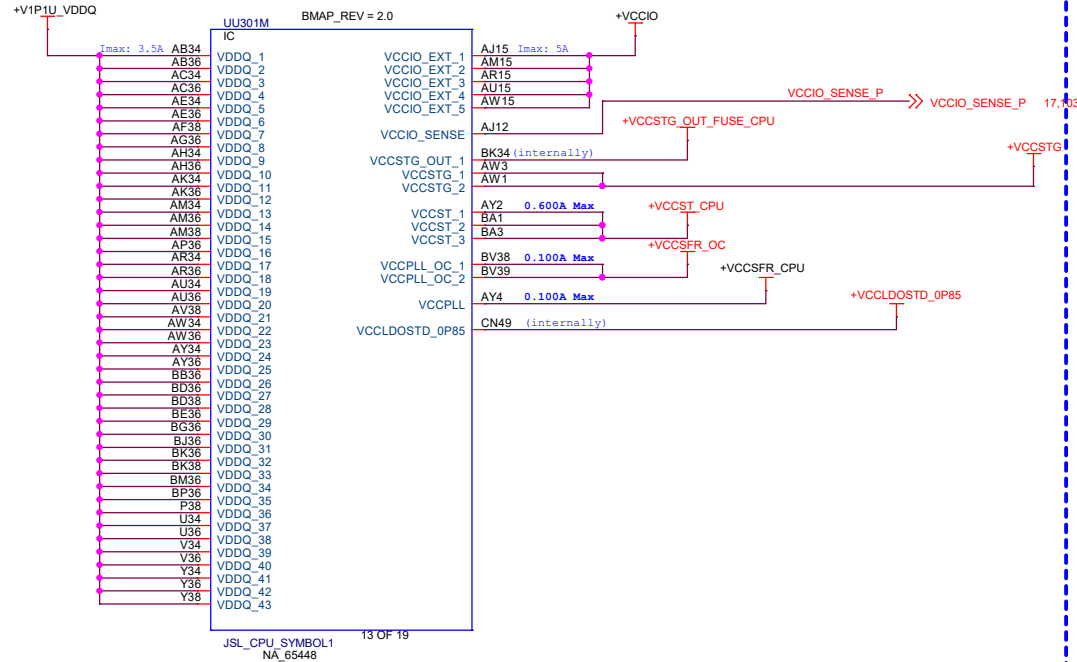 +V1P1U_VDDQ
BMAP_REV = 2.0
+VCCIO
UU301M
IC
Imax: 3.5A AB34 VDDQ_1
AB36 VDDQ_2
AC34 VDDQ_3
AC36 VDDQ_4
AE34 VDDQ_5
AE36 VDDQ_6
AF38 VDDQ_7
AG36 VDDQ_8
AH34 VDDQ_9
AH36 VDDQ_10
AK34 VDDQ_11
AK36 VDDQ_12
AM34 VDDQ_13
AM36 VDDQ_14
AM38 VDDQ_15
AP36 VDDQ_16
AR34 VDDQ_17
AR36 VDDQ_18
AU34 VDDQ_19
AU36 VDDQ_20
AV38 VDDQ_21
AW34 VDDQ_22
AW36 VDDQ_23
AY34 VDDQ_24
AY36 VDDQ_25
BB36 VDDQ_26
BD36 VDDQ_27
BD38 VDDQ_28
BE36 VDDQ_29
BG36 VDDQ_30
BJ36 VDDQ_31
BK36 VDDQ_32
BK38 VDDQ_33
BM36 VDDQ_34
BP36 VDDQ_35
P38 VDDQ_36
U34 VDDQ_37
U36 VDDQ_38
V34 VDDQ_39
V36 VDDQ_40
Y34 VDDQ_41
Y36 VDDQ_42
Y38 VDDQ_43
VCCIO_EXT_1 AJ15 Imax: 5A
VCCIO_EXT_2 AM15
VCCIO_EXT_3 AR15
VCCIO_EXT_4 AU15
VCCIO_EXT_5 AW15
VCCIO_SENSE_P VCCIO_SENSE_P 17,103
VCCIO_SENSE AJ12
+VCCSTG_OUT_FUSE_CPU
VCCSTG_OUT_1 BK34 (internally)
+VCCSTG
VCCSTG_1 AW3
VCCSTG_2 AW1
VCCST_1 AY2 0.600A Max +VCCST_CPU
VCCST_2 BA1
VCCST_3 BA3
+VCCSFR_OC
VCCPLL_OC_1 BV38 0.100A Max
VCCPLL_OC_2 BV39
+VCCSFR_CPU
VCCPLL AY4 0.100A Max
+VCCLDOSTD_0P85
VCCLDOSTD_0P85 CN49 (internally)
13 OF 19
JSL_CPU_SYMBOL1
NA_65448